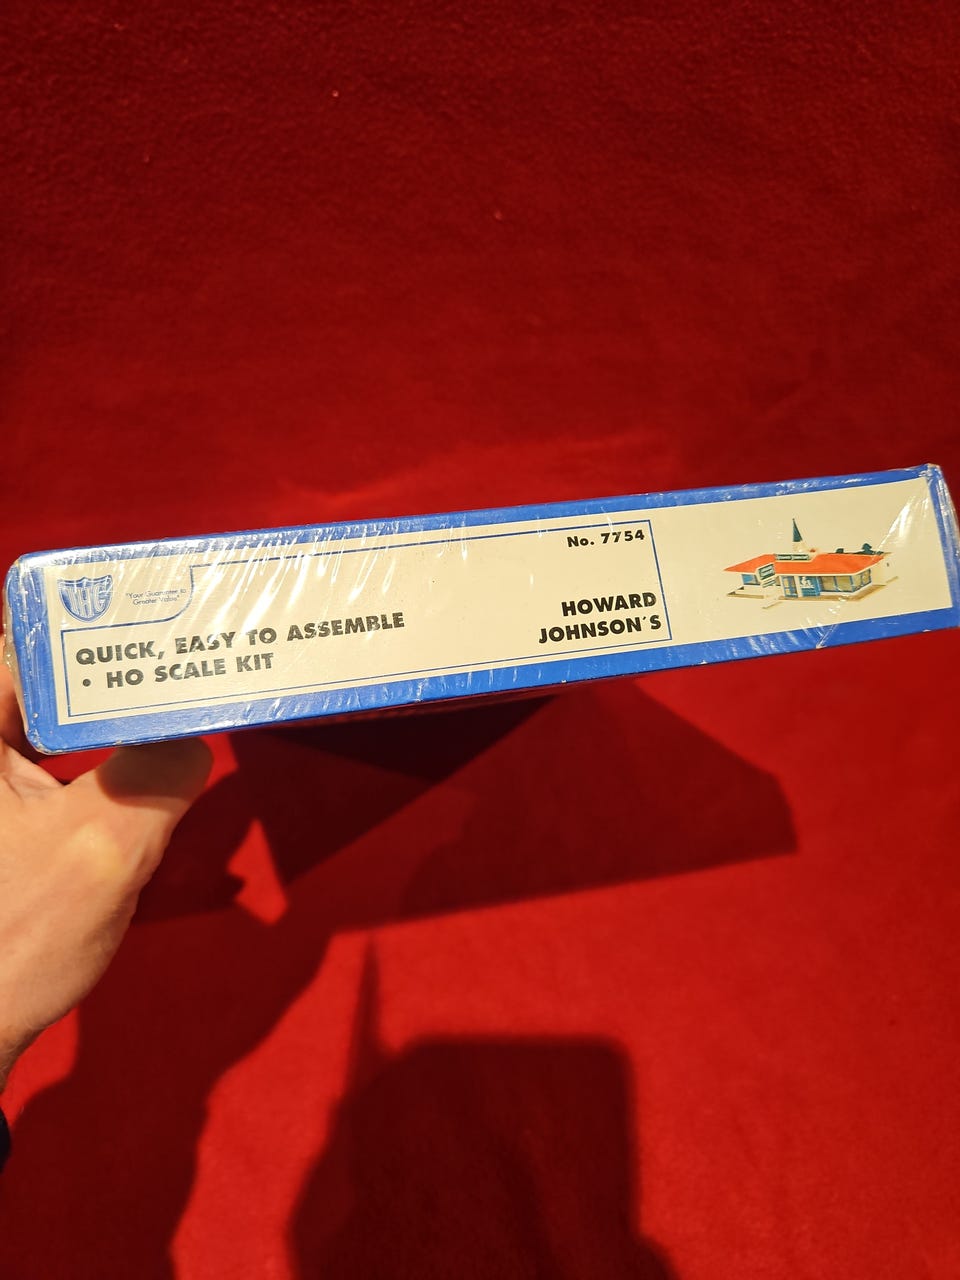 IHC
"Your Guarantee to
Greater Value"
QUICK, EASY TO ASSEMBLE
• HO SCALE KIT
No. 7754
HOWARD
JOHNSON'S